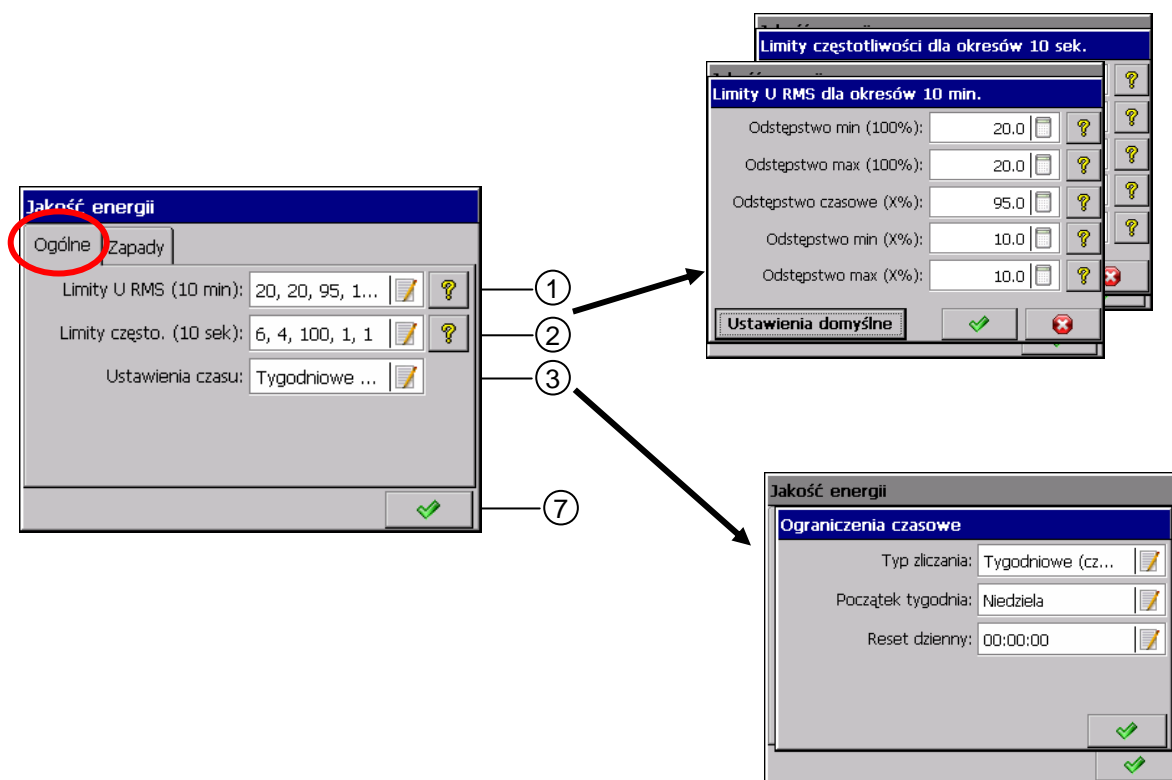 Jakość energii
Ogólne Zapady
Limity U RMS (10 min): 20, 20, 95, 1...
Limity często. (10 sek): 6, 4, 100, 1, 1
Ustawienia czasu: Tygodniowe ...
1
2
3
7
Limity częstotliwości dla okresów 10 sek.
Limity U RMS dla okresów 10 min.
Odstępstwo min (100%): 20.0
Odstępstwo max (100%): 20.0
Odstępstwo czasowe (X%): 95.0
Odstępstwo min (X%): 10.0
Odstępstwo max (X%): 10.0
Ustawienia domyślne
Jakość energii
Ograniczenia czasowe
Typ zliczania: Tygodniowe (cz...
Początek tygodnia: Niedziela
Reset dzienny: 00:00:00